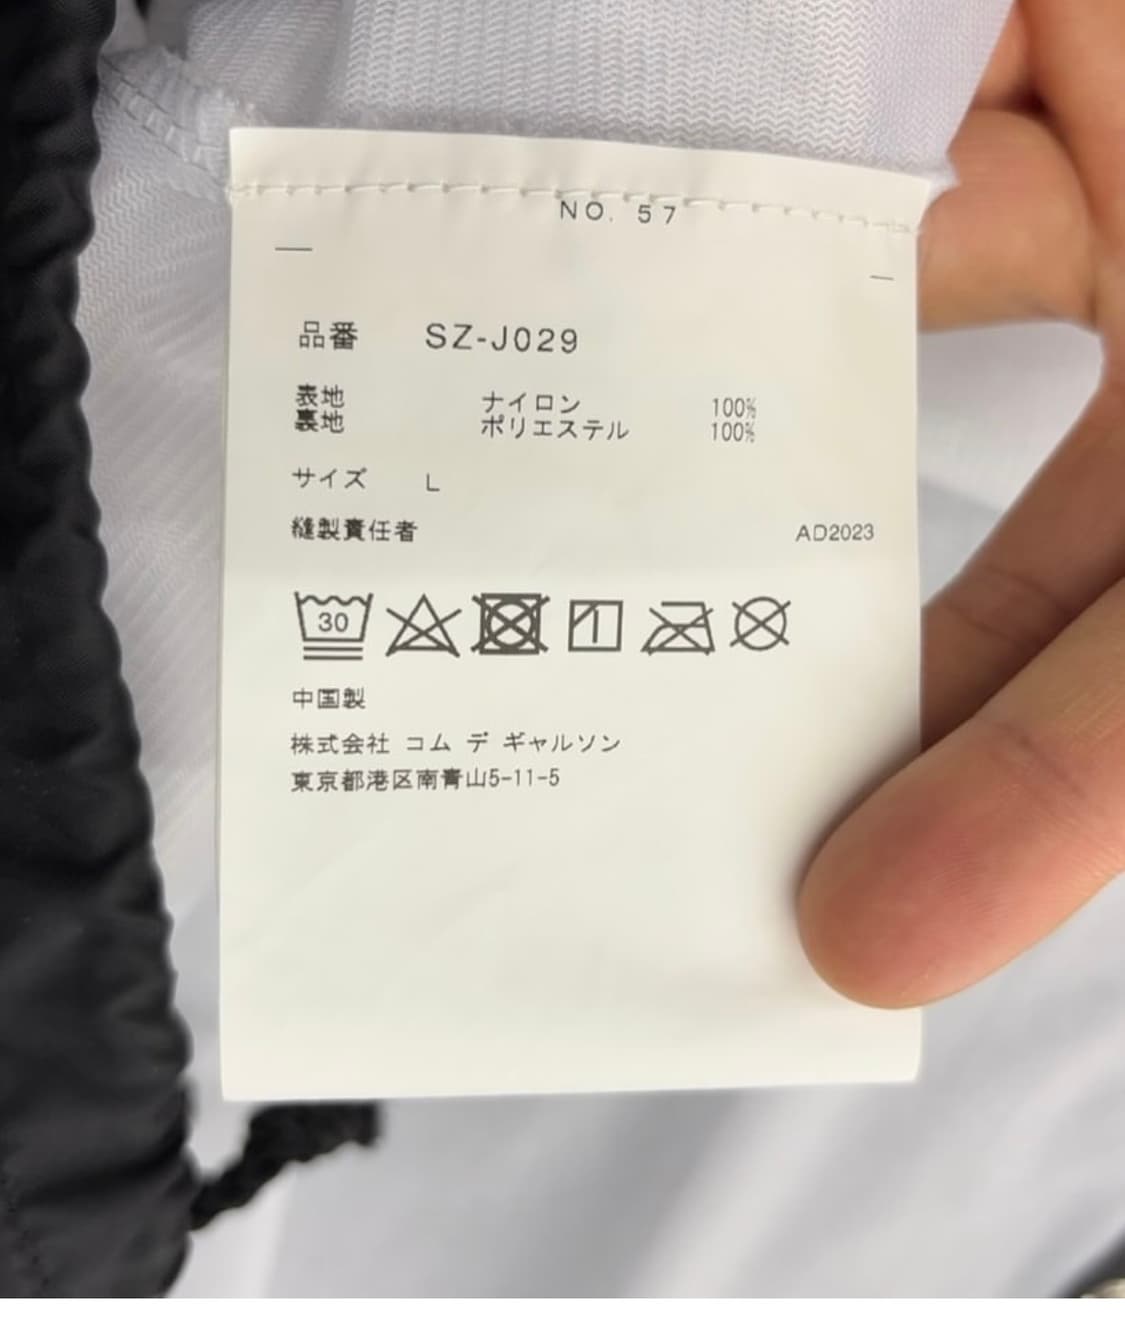 NO. 57
品番 SZ-J029
表地 ナイロン 100%
裏地 ポリエステル 100%
サイズ L
縫製責任者 AD2023
30
中国製
株式会社 コム デ ギャルソン
東京都港区南青山5-11-5